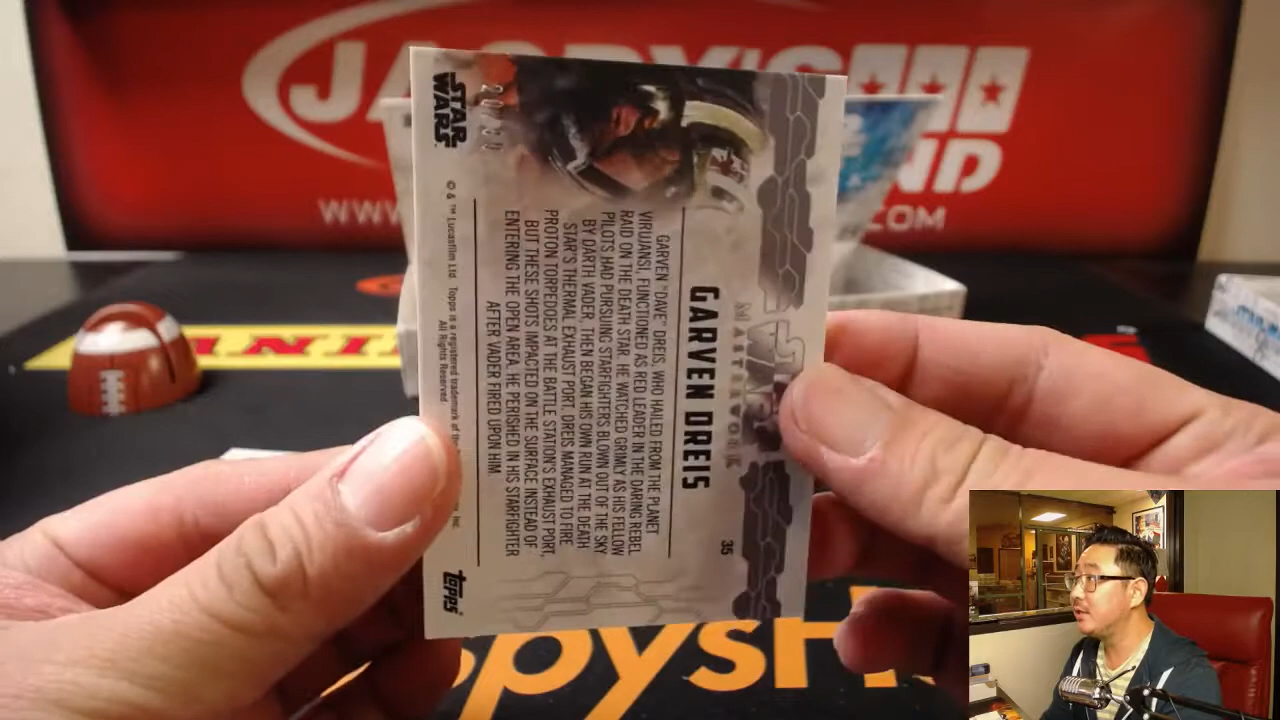 WWW
.COM
STAR
WARS
MASTERWORK
GARVEN DREIS
35
GARVEN "DAVE" DREIS, WHO HAILED FROM THE PLANET
VIRUJANSI, FUNCTIONED AS RED LEADER IN THE DARING REBEL
RAID ON THE DEATH STAR. HE WATCHED GRIMLY AS HIS FELLOW
PILOTS HAD PURSUING STARFIGHTERS BLOWN OUT OF THE SKY
BY DARTH VADER, THEN BEGAN HIS OWN RUN AT THE DEATH
STAR'S THERMAL EXHAUST PORT. DREIS MANAGED TO FIRE
PROTON TORPEDOES AT THE BATTLE STATION'S EXHAUST PORT,
BUT THESE SHOTS IMPACTED ON THE SURFACE INSTEAD OF
ENTERING THE OPEN AREA. HE PERISHED IN HIS STARFIGHTER
AFTER VADER FIRED UPON HIM.
STAR
WARS
© & ™ Lucasfilm Ltd. Topps is a registered trademark of
All Rights Reserved.
Topps
PANINI